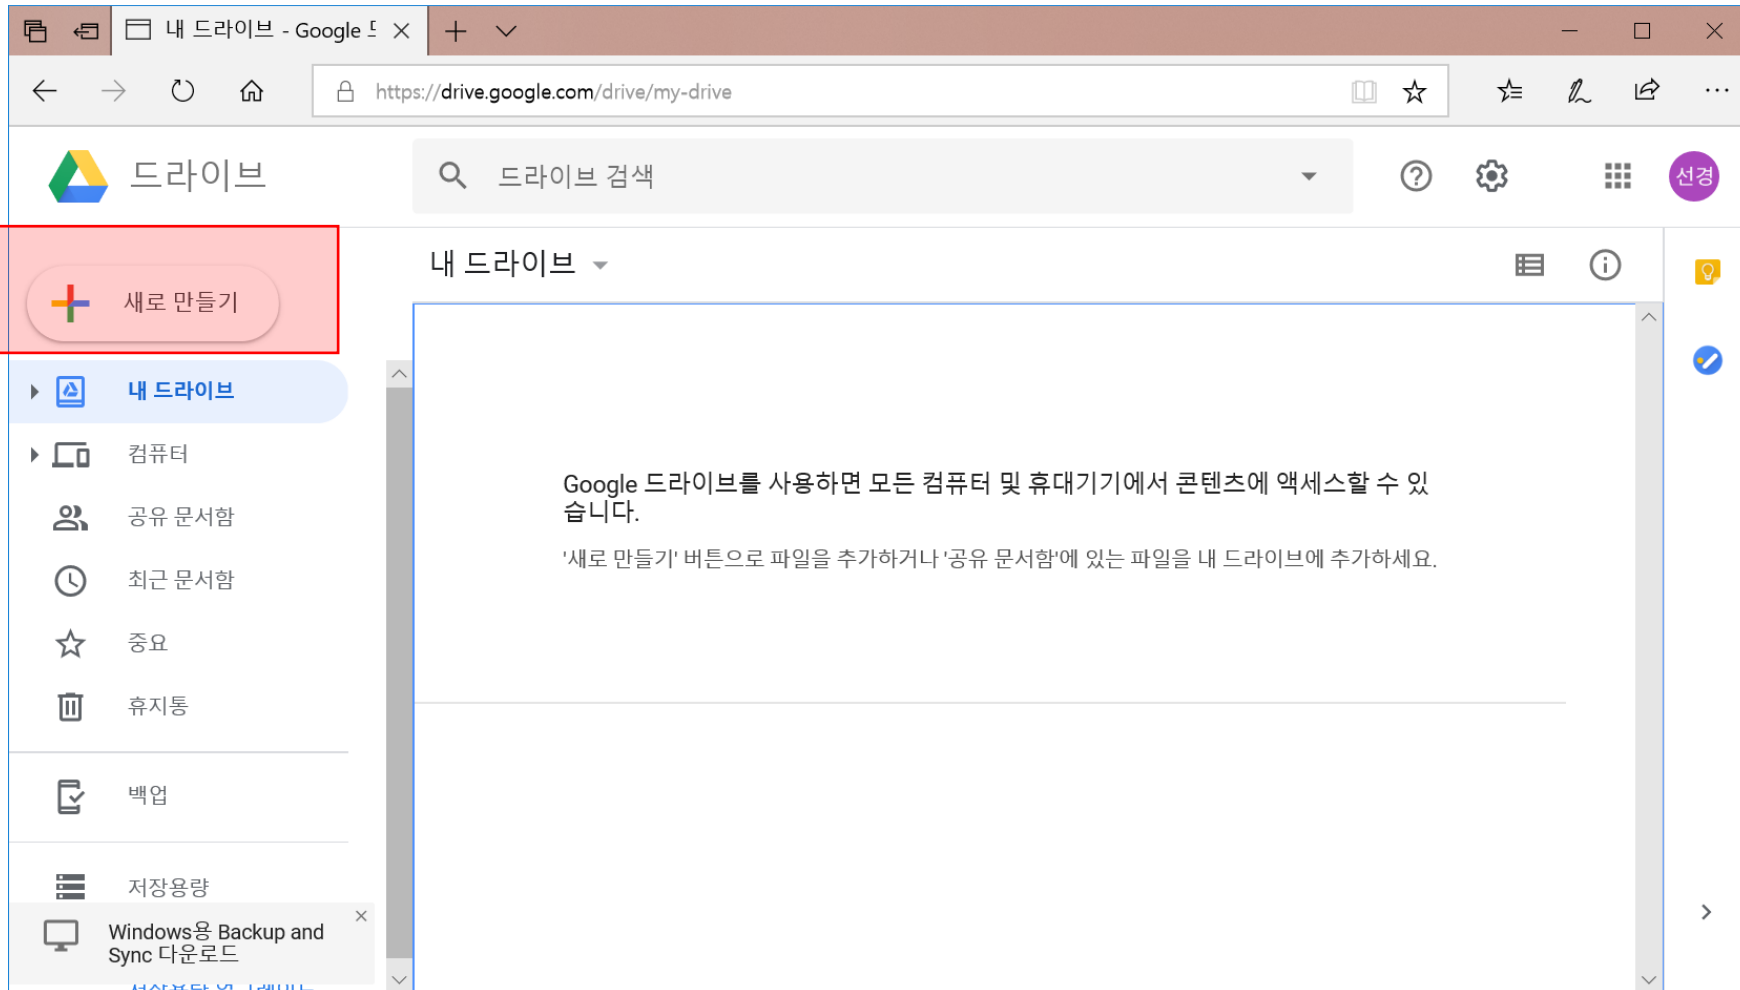 내 드라이브 - Google
https://drive.google.com/drive/my-drive
드라이브
드라이브 검색
선경
새로 만들기
내 드라이브
내 드라이브
컴퓨터
공유 문서함
최근 문서함
중요
휴지통
백업
저장용량
Windows용 Backup and
Sync 다운로드
Google 드라이브를 사용하면 모든 컴퓨터 및 휴대기기에서 콘텐츠에 액세스할 수 있
습니다.
'새로 만들기' 버튼으로 파일을 추가하거나 '공유 문서함'에 있는 파일을 내 드라이브에 추가하세요.